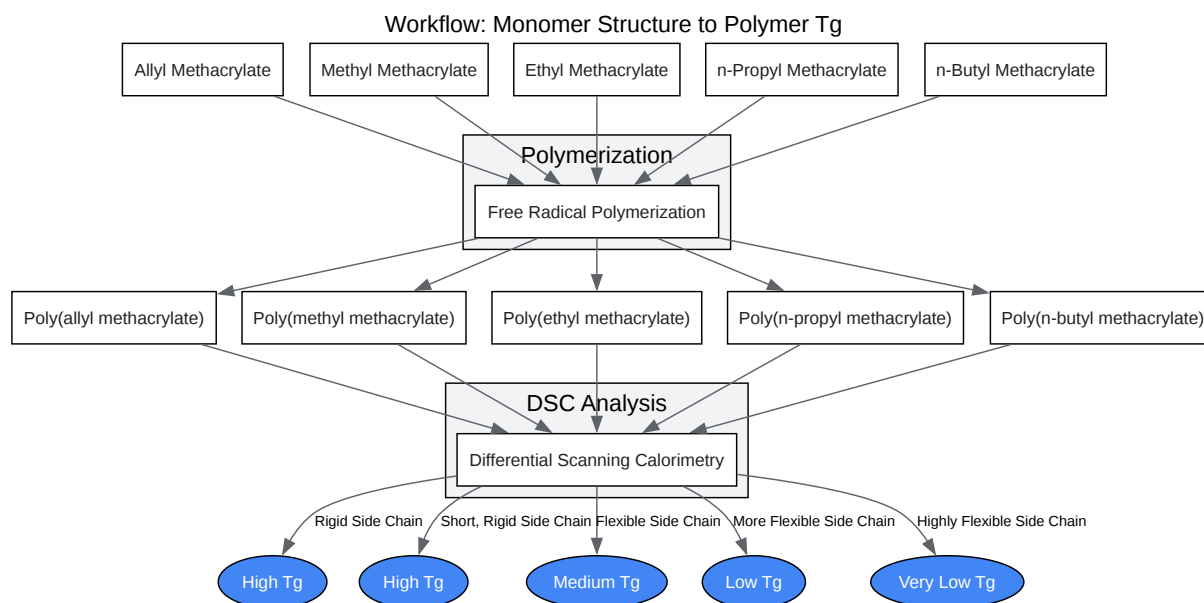 Workflow: Monomer Structure to Polymer Tg
Allyl Methacrylate
Methyl Methacrylate
Ethyl Methacrylate
n-Propyl Methacrylate
n-Butyl Methacrylate
Polymerization
Free Radical Polymerization
Poly(allyl methacrylate)
Poly(methyl methacrylate)
Poly(ethyl methacrylate)
Poly(n-propyl methacrylate)
Poly(n-butyl methacrylate)
DSC Analysis
Differential Scanning Calorimetry
Rigid Side Chain
Short, Rigid Side Chain
Flexible Side Chain
More Flexible Side Chain
Highly Flexible Side Chain
High Tg
High Tg
Medium Tg
Low Tg
Very Low Tg